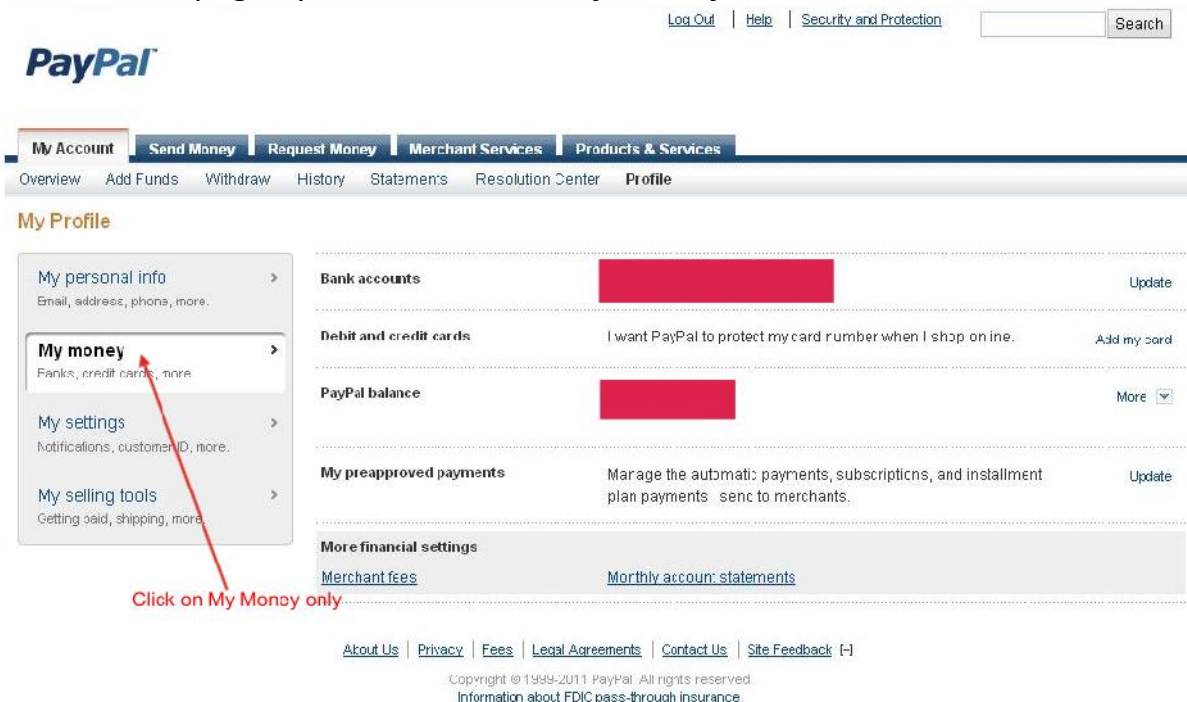 Log Out | Help | Security and Protection Search
PayPal™
My Account Send Money Request Money Merchant Services Products & Services
Overview Add Funds Withdraw History Statements Resolution Center Profile
My Profile
My personal info >
Email, address, phone, more.
My money >
Banks, credit cards, more
My settings >
Notifications, customer ID, more.
My selling tools >
Getting paid, shipping, more.
Bank accounts Update
Debit and credit cards I want PayPal to protect my card number when I shop online. Add my card
PayPal balance More
My preapproved payments Manage the automatic payments, subscriptions, and installment Update
plan payments I send to merchants.
More financial settings
Merchant fees Monthly account statements
Click on My Money only
About Us | Privacy | Fees | Legal Agreements | Contact Us | Site Feedback [-]
Copyright © 1999-2011 PayPal. All rights reserved.
Information about FDIC pass-through insurance